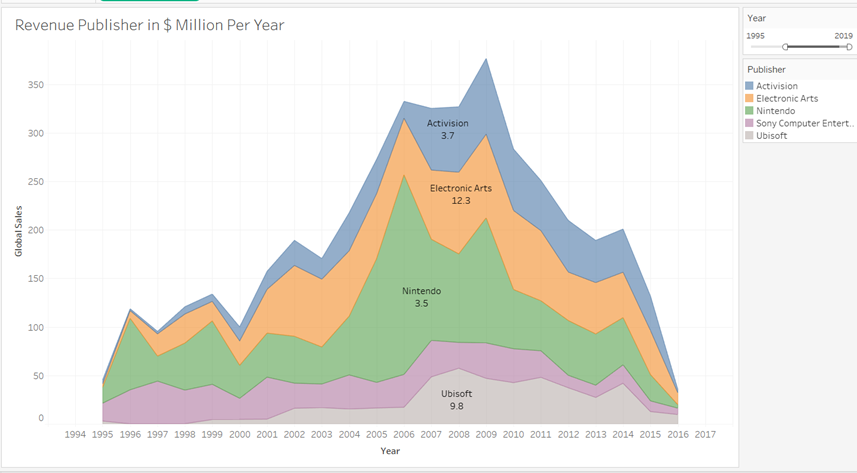 Revenue Publisher in $ Million Per Year
Global Sales
350
300
250
200
150
100
50
0
Activision
3.7
Electronic Arts
12.3
Nintendo
3.5
Ubisoft
9.8
1994 1995 1996 1997 1998 1999 2000 2001 2002 2003 2004 2005 2006 2007 2008 2009 2010 2011 2012 2013 2014 2015 2016 2017
Year
Year
1995 2019
Publisher
Activision
Electronic Arts
Nintendo
Sony Computer Entert..
Ubisoft